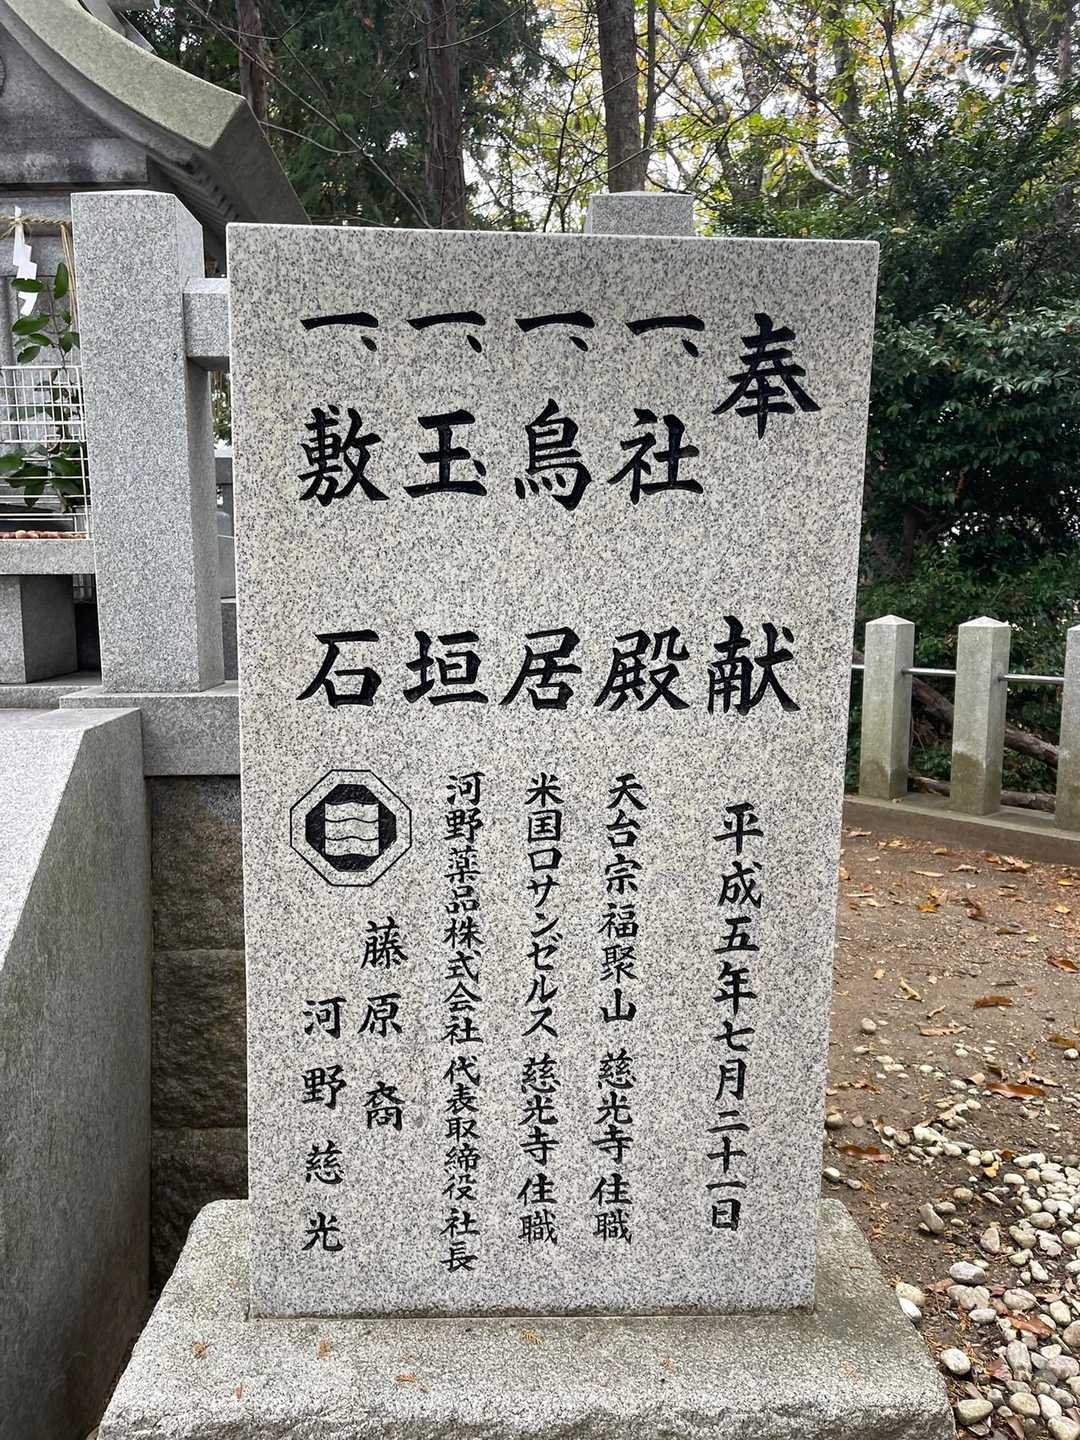 奉献
平成五年七月二十一日
一、社殿
一、鳥居
一、玉垣
一、敷石
天台宗福聚山 慈光寺住職
米国ロサンゼルス 慈光寺住職
河野薬品株式会社 代表取締役 社長
藤原 裔
河野慈光